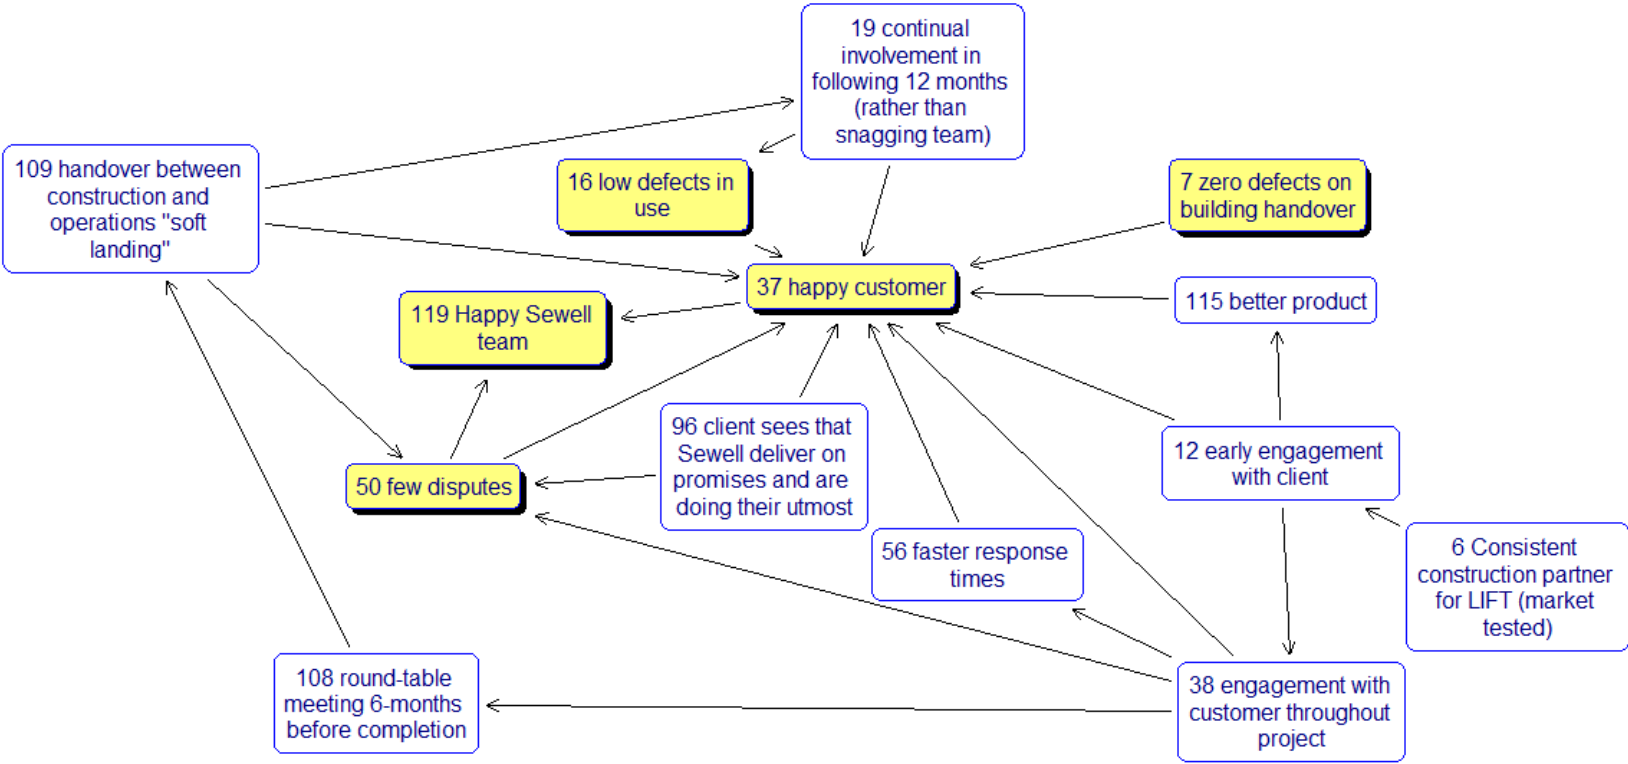 19 continual
involvement in
following 12 months
(rather than
snagging team)
109 handover between
construction and
operations "soft
landing"
16 low defects in
use
7 zero defects on
building handover
37 happy customer
119 Happy Sewell
team
115 better product
96 client sees that
Sewell deliver on
promises and are
doing their utmost
12 early engagement
with client
50 few disputes
56 faster response
times
6 Consistent
construction partner
for LIFT (market
tested)
108 round-table
meeting 6-months
before completion
38 engagement with
customer throughout
project